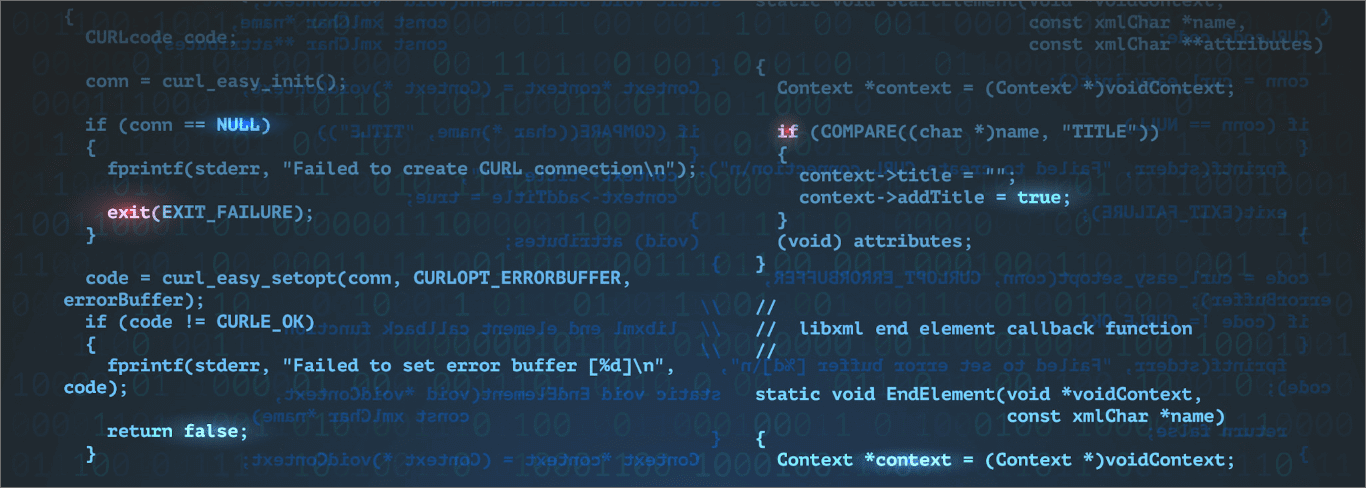 {
CURLcode code;
conn = curl_easy_init();
if (conn == NULL)
{
fprintf(stderr, "Failed to create CURL connection\n");
exit(EXIT_FAILURE);
}
code = curl_easy_setopt(conn, CURLOPT_ERRORBUFFER,
errorBuffer);
if (code != CURLE_OK)
{
fprintf(stderr, "Failed to set error buffer [%d]\n",
code);
return false;
}
static void StartElement(void *voidContext,
const xmlChar *name,
const xmlChar **attributes)
{
Context *context = (Context *)voidContext;
if (COMPARE((char *)name, "TITLE"))
{
context->title = "";
context->addTitle = true;
}
(void) attributes;
}
//
// libxml end element callback function
//
static void EndElement(void *voidContext,
const xmlChar *name)
{
Context *context = (Context *)voidContext;